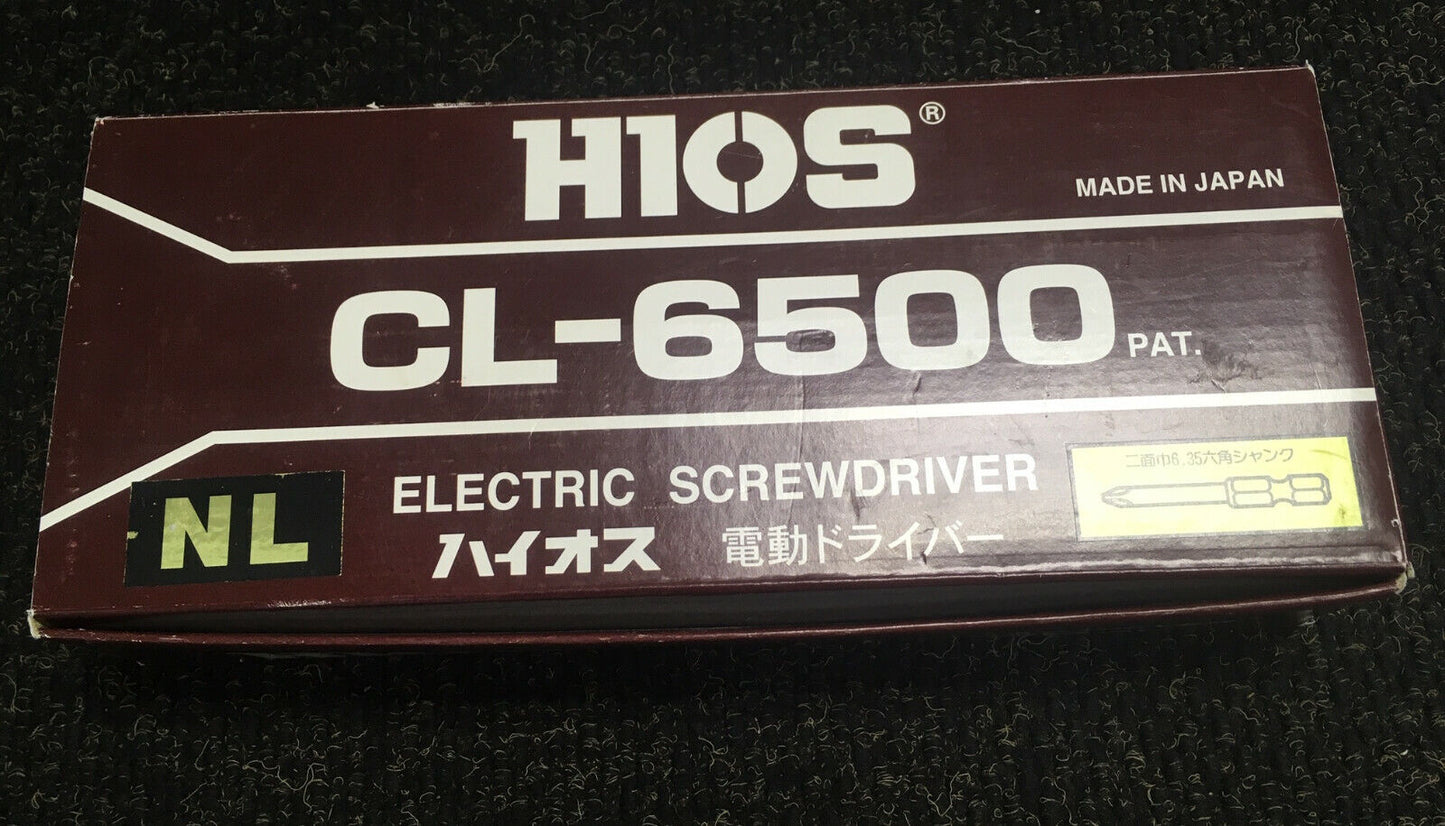 HIOS®
MADE IN JAPAN
CL-6500 PAT.
NL
ELECTRIC SCREWDRIVER
ハイオス 電動ドライバー
二面巾6.35六角シャンク